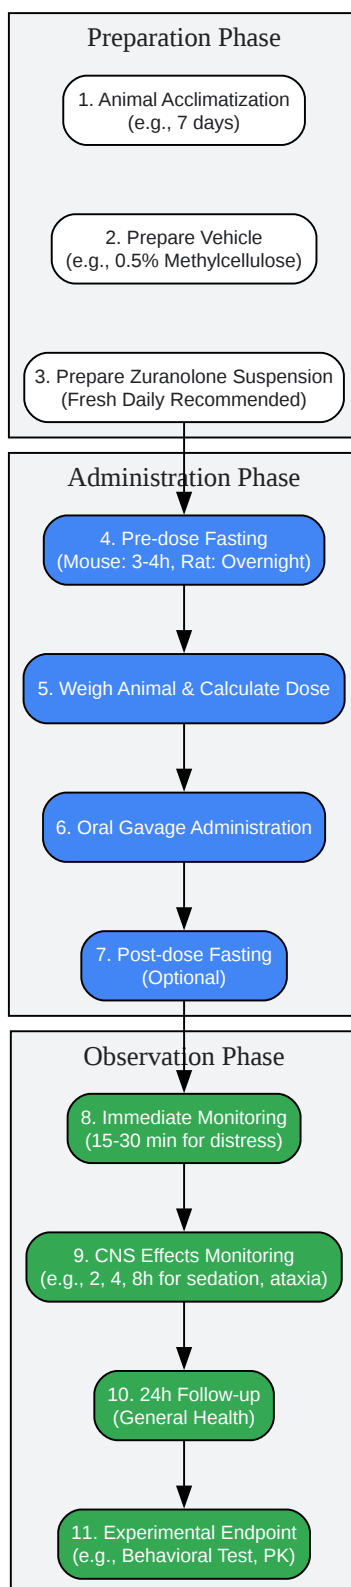 Preparation Phase
1. Animal Acclimatization
(e.g., 7 days)
2. Prepare Vehicle
(e.g., 0.5% Methylcellulose)
3. Prepare Zuranolone Suspension
(Fresh Daily Recommended)
Administration Phase
4. Pre-dose Fasting
(Mouse: 3-4h, Rat: Overnight)
5. Weigh Animal & Calculate Dose
6. Oral Gavage Administration
7. Post-dose Fasting
(Optional)
Observation Phase
8. Immediate Monitoring
(15-30 min for distress)
9. CNS Effects Monitoring
(e.g., 2, 4, 8h for sedation, ataxia)
10. 24h Follow-up
(General Health)
11. Experimental Endpoint
(e.g., Behavioral Test, PK)